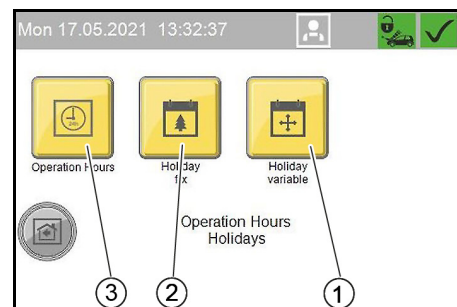 Mon 17.05.2021 13:32:37
24h
Operation Hours
Holiday
fix
Holiday
variable
Operation Hours
Holidays
3
2
1